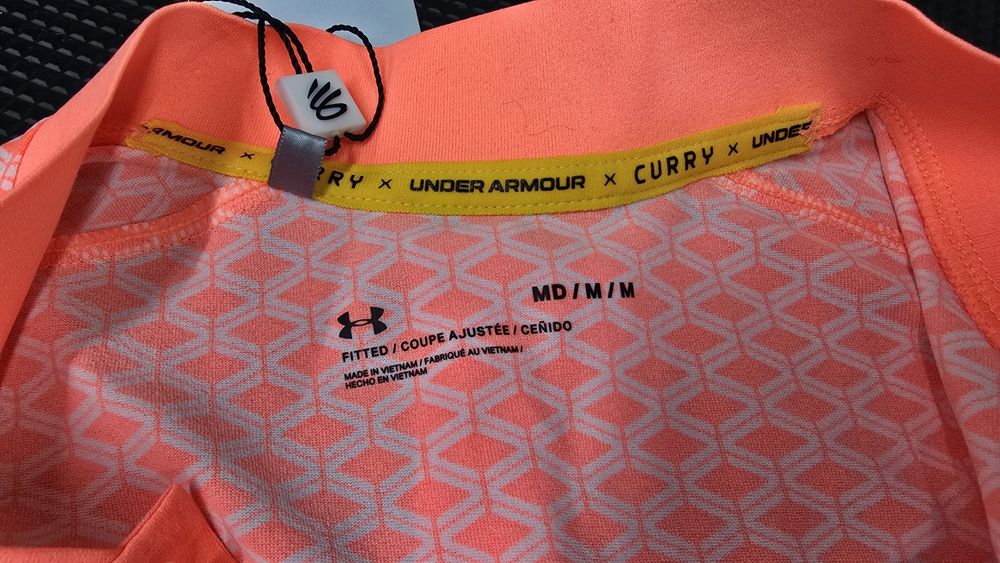 ARMOUR × RRY × UNDER ARMOUR × CURRY × UNDER
MD / M / M
FITTED / COUPE AJUSTÉE / CEÑIDO
MADE IN VIETNAM / FABRIQUÉ AU VIETNAM /
HECHO EN VIETNAM